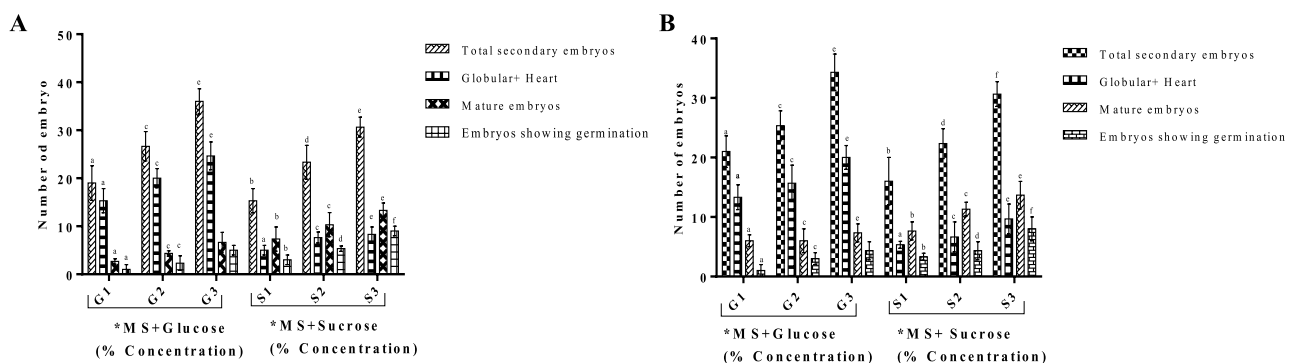 A
Number od embryo
50
40
30
20
10
0
a
a
a
a
c
c
c
c
e
e
b
a
b
b
d
c
c
d
e
e
e
f
G1
G2
G3
S1
S2
S3
*MS+Glucose
(% Concentration)
*MS+Sucrose
(% Concentration)
Total secondary embryos
Globular+ Heart
Mature embryos
Embryos showing germination
B
Number of embryos
40
30
20
10
0
a
a
a
a
c
c
c
c
e
e
e
b
a
b
b
d
c
c
d
f
e
e
f
G1
G2
G3
S1
S2
S3
*MS+Glucose
(% Concentration)
*MS+ Sucrose
(% Concentration)
Total secondary embryos
Globular+ Heart
Mature embryos
Embryos showing germination